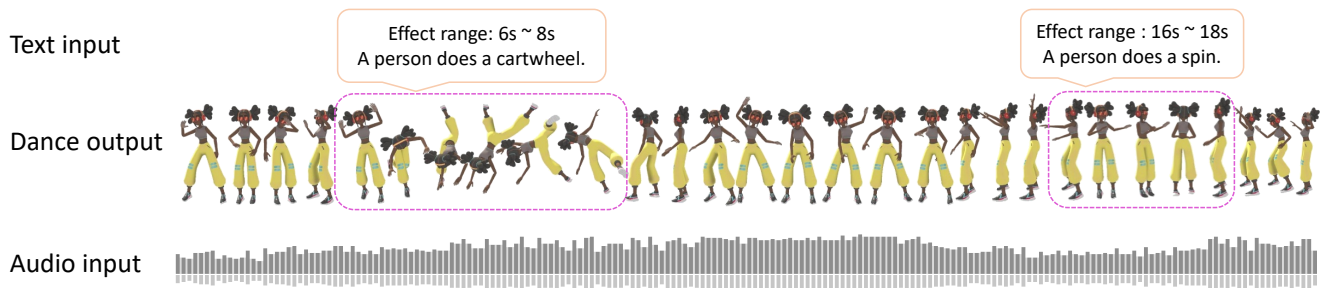 Text input
Effect range: 6s ~ 8s
A person does a cartwheel.
Effect range : 16s ~ 18s
A person does a spin.
Dance output
Audio input